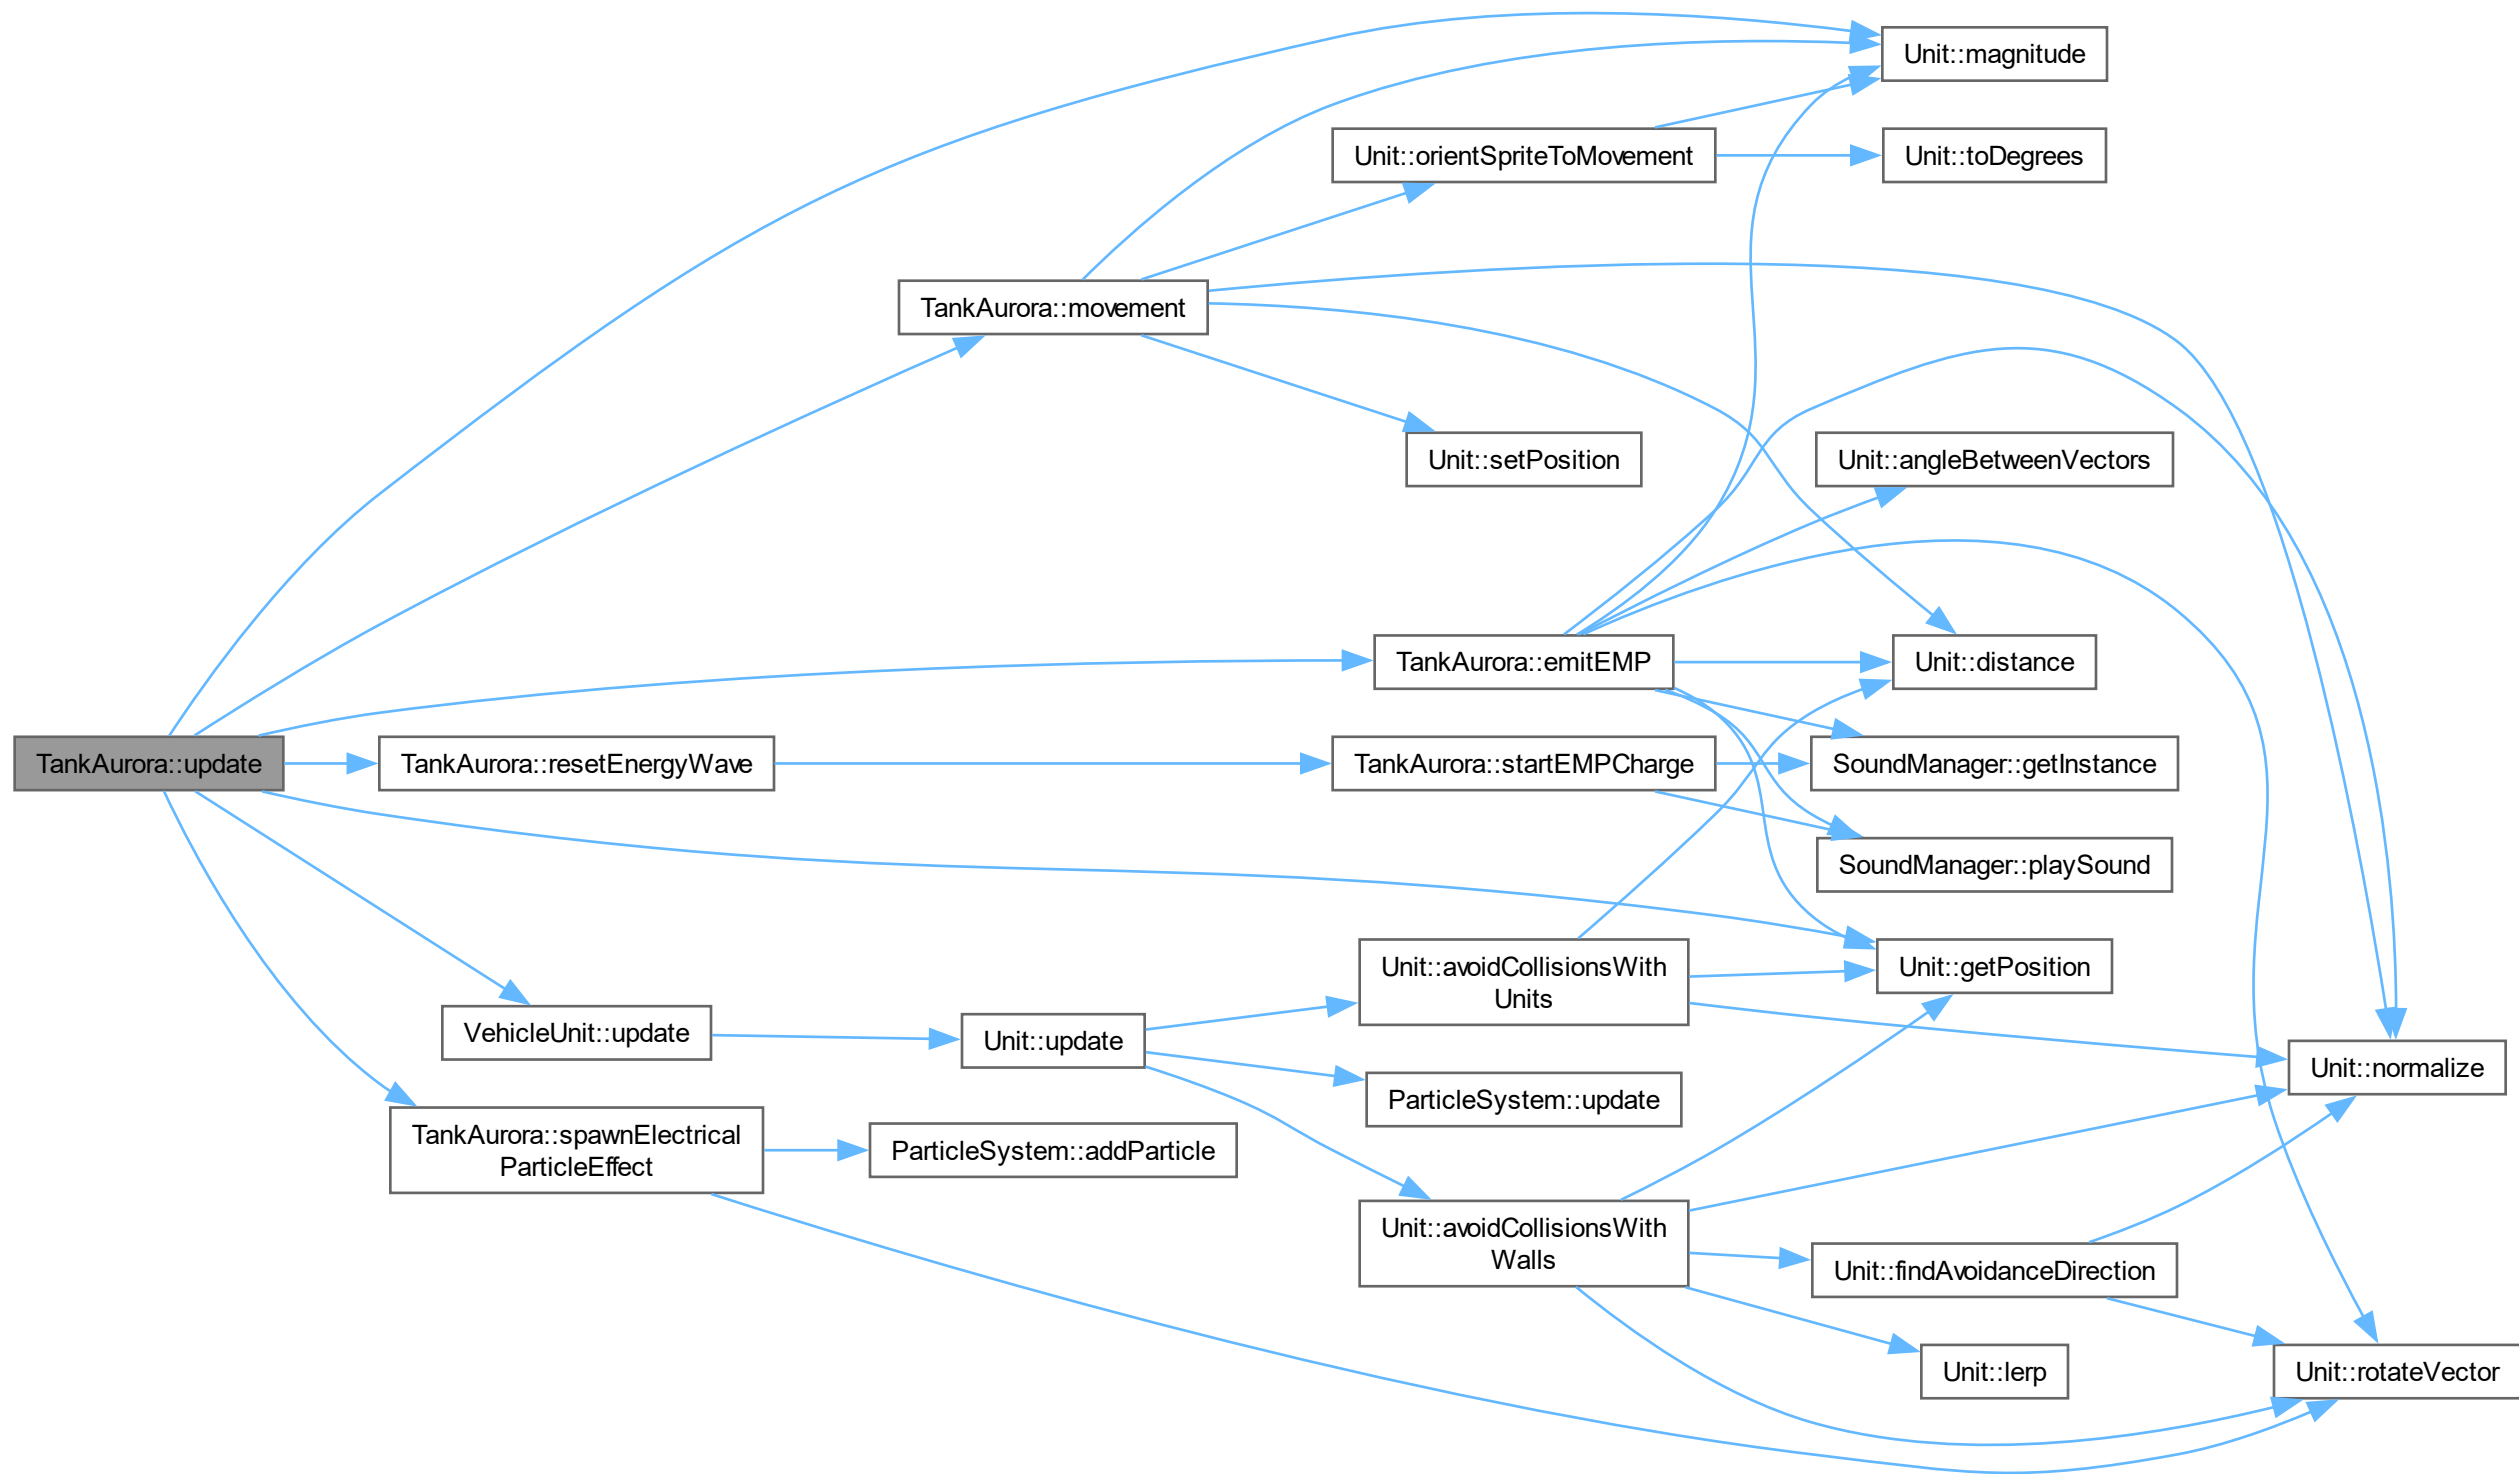 Unit::magnitude
Unit::orientSpriteToMovement
Unit::toDegrees
TankAurora::movement
Unit::setPosition
Unit::angleBetweenVectors
TankAurora::emitEMP
Unit::distance
TankAurora::update
TankAurora::resetEnergyWave
TankAurora::startEMPCharge
SoundManager::getInstance
SoundManager::playSound
Unit::avoidCollisionsWith
Units
Unit::getPosition
VehicleUnit::update
Unit::update
Unit::normalize
ParticleSystem::update
TankAurora::spawnElectrical
ParticleEffect
ParticleSystem::addParticle
Unit::avoidCollisionsWith
Walls
Unit::findAvoidanceDirection
Unit::lerp
Unit::rotateVector